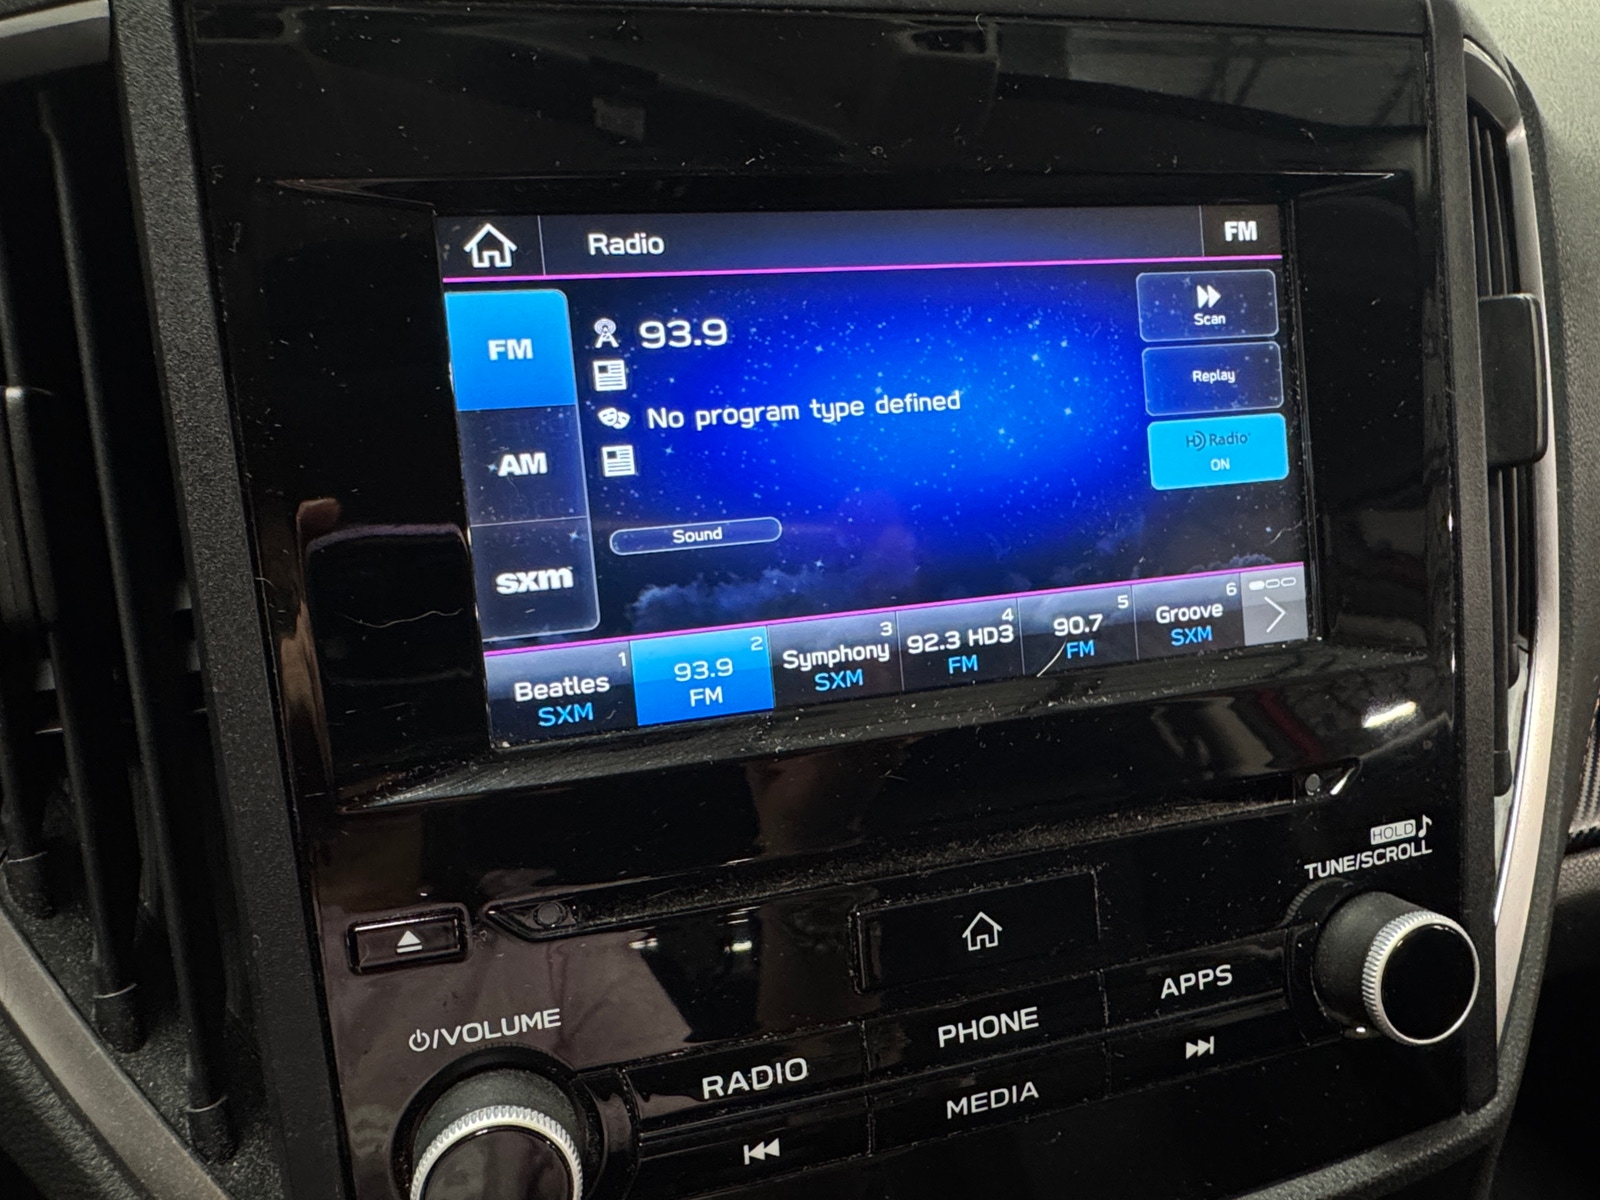 Radio
FM
FM
AM
sxm
93.9
No program type defined
Sound
Scan
Replay
HD Radio
ON
1
Beatles
SXM
2
93.9
FM
3
Symphony
SXM
4
92.3 HD3
FM
5
90.7
FM
6
Groove
SXM
HOLD
TUNE/SCROLL
/VOLUME
RADIO
PHONE
APPS
MEDIA